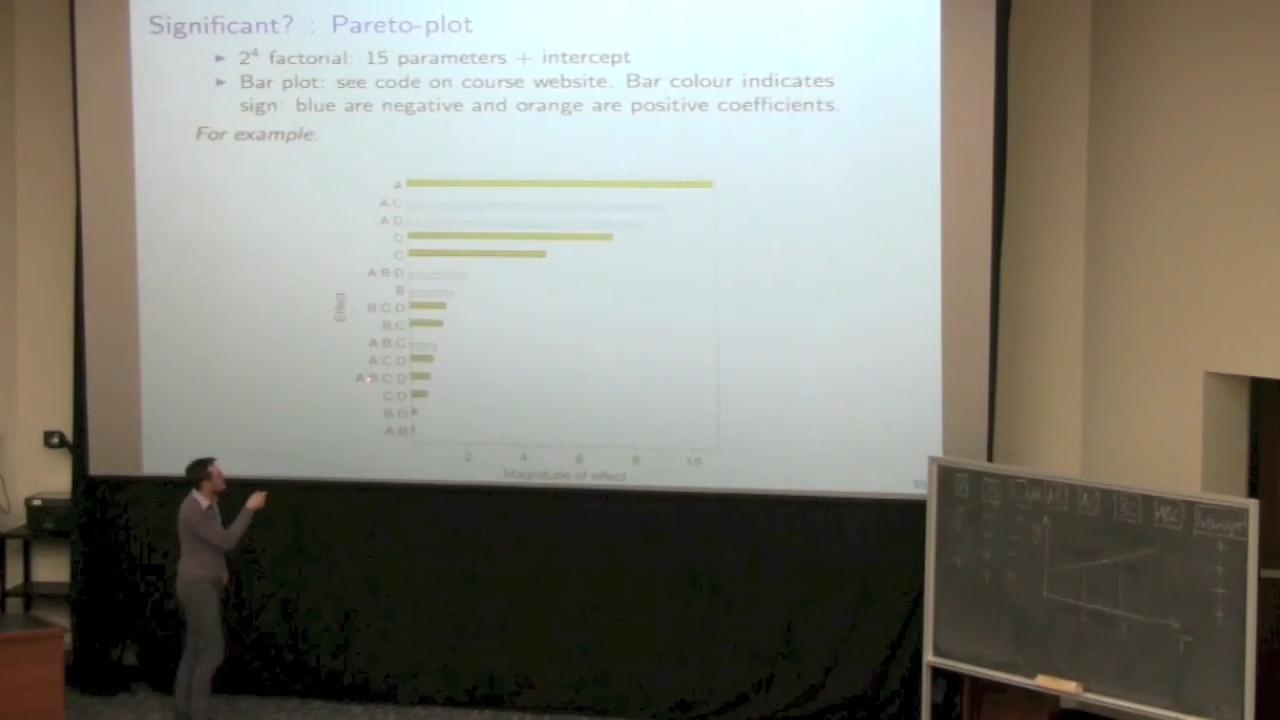 Significant? : Pareto-plot
► 2⁴ factorial: 15 parameters + intercept
► Bar plot: see code on course website. Bar colour indicates
sign: blue are negative and orange are positive coefficients.
For example:
A
A:C
A:D
D
C
A:B:D
B
B:C:D
B:C
A:B:C
A:C:D
A:B:C:D
C:D
B:D
A:B
Effect
2 4 6 8 10
Magnitude of effect
Intercept